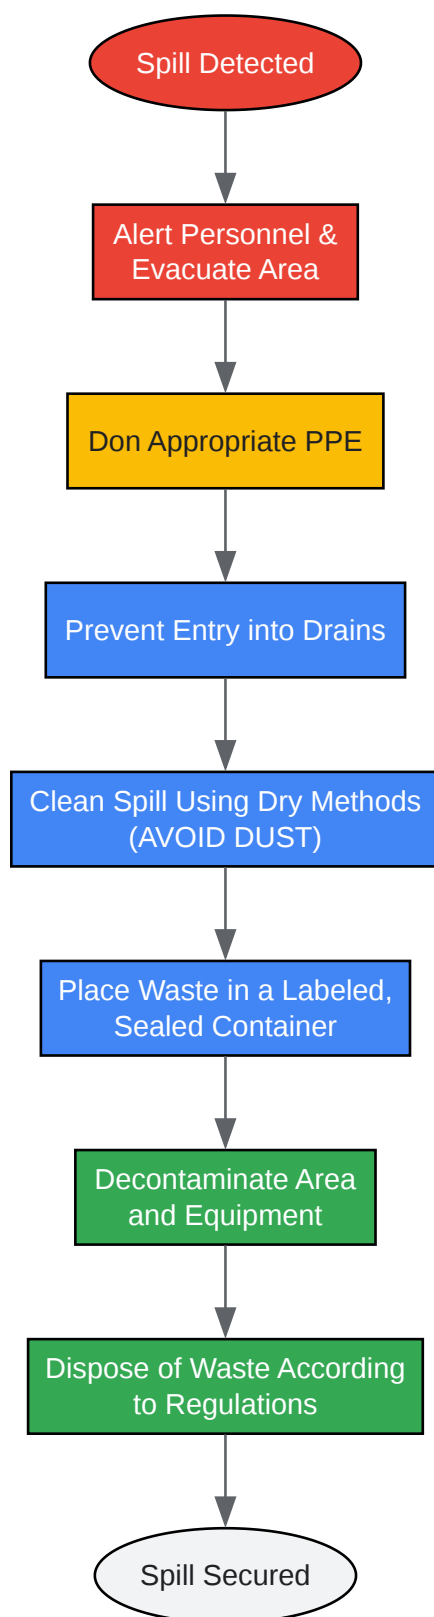 Spill Detected
Alert Personnel &
Evacuate Area
Don Appropriate PPE
Prevent Entry into Drains
Clean Spill Using Dry Methods
(AVOID DUST)
Place Waste in a Labeled,
Sealed Container
Decontaminate Area
and Equipment
Dispose of Waste According
to Regulations
Spill Secured